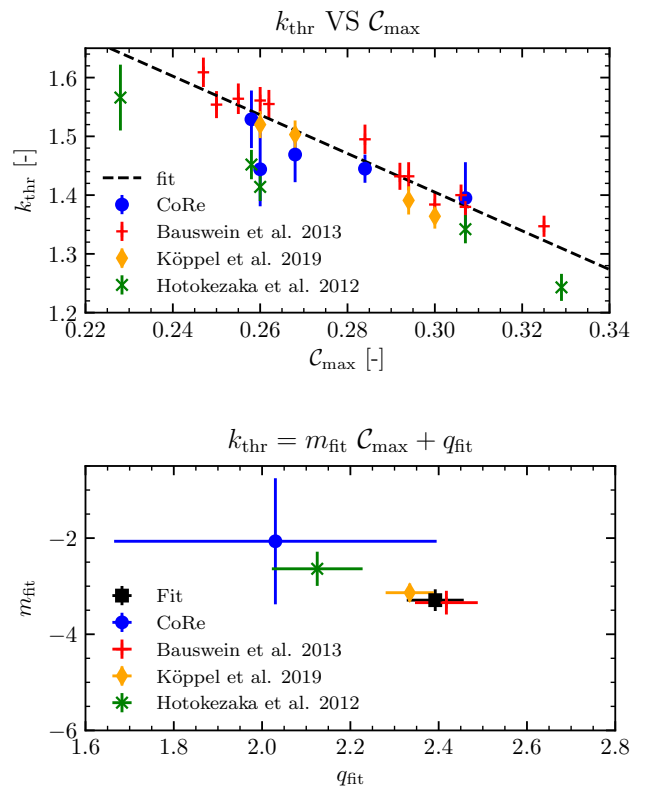 k_thr VS 𝒞_max
1.6
1.5
1.4
1.3
1.2
k_thr [-]
fit
CoRe
Bauswein et al. 2013
Köppel et al. 2019
Hotokezaka et al. 2012
0.22 0.24 0.26 0.28 0.30 0.32 0.34
𝒞_max [-]
k_thr = m_fit 𝒞_max + q_fit
−2
−4
−6
m_fit
Fit
CoRe
Bauswein et al. 2013
Köppel et al. 2019
Hotokezaka et al. 2012
1.6 1.8 2.0 2.2 2.4 2.6 2.8
q_fit